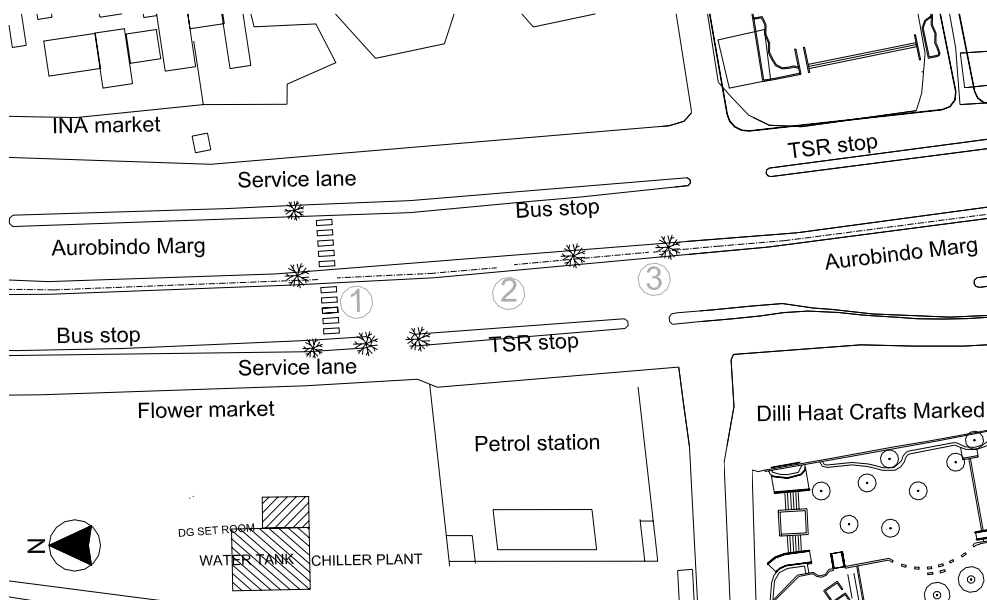 INA market
TSR stop
Service lane
Bus stop
Aurobindo Marg
Aurobindo Marg
1
2
3
Bus stop
TSR stop
Service lane
Flower market
Dilli Haat Crafts Marked
Petrol station
DG SET ROOM
N
WATER TANK
CHILLER PLANT